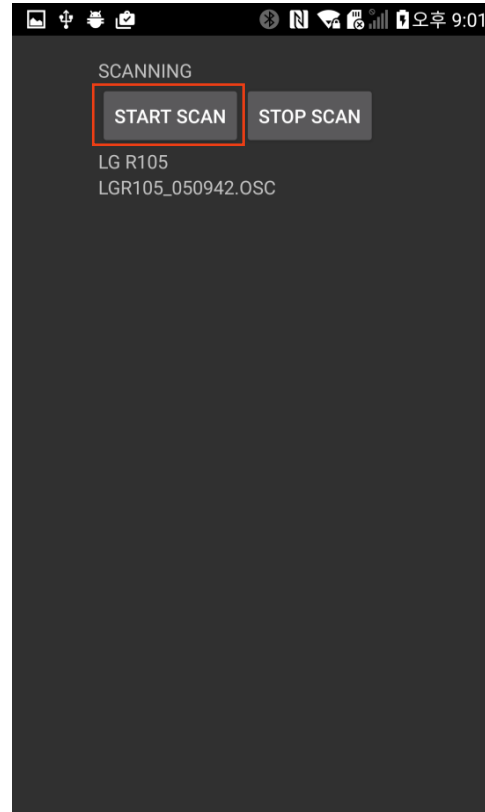 오후 9:01
SCANNING
START SCAN STOP SCAN
LG R105
LGR105_050942.OSC